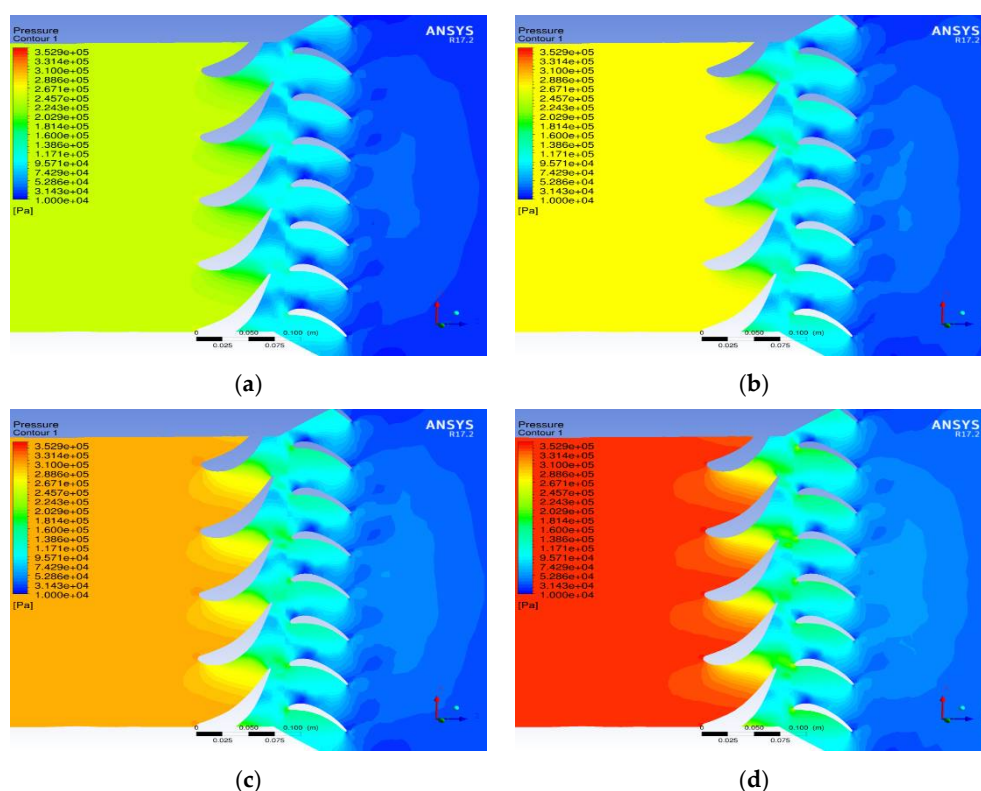 Pressure
Contour 1
3.529e+05
3.314e+05
3.100e+05
2.886e+05
2.671e+05
2.457e+05
2.243e+05
2.029e+05
1.814e+05
1.600e+05
1.386e+05
1.171e+05
9.571e+04
7.429e+04
5.286e+04
3.143e+04
1.000e+04
[Pa]
ANSYS
R17.2
0 0.050 0.100 (m)
0.025 0.075
(a)
Pressure
Contour 1
3.529e+05
3.314e+05
3.100e+05
2.886e+05
2.671e+05
2.457e+05
2.243e+05
2.029e+05
1.814e+05
1.600e+05
1.386e+05
1.171e+05
9.571e+04
7.429e+04
5.286e+04
3.143e+04
1.000e+04
[Pa]
ANSYS
R17.2
0 0.050 0.100 (m)
0.025 0.075
(b)
Pressure
Contour 1
3.529e+05
3.314e+05
3.100e+05
2.886e+05
2.671e+05
2.457e+05
2.243e+05
2.029e+05
1.814e+05
1.600e+05
1.386e+05
1.171e+05
9.571e+04
7.429e+04
5.286e+04
3.143e+04
1.000e+04
[Pa]
ANSYS
R17.2
0 0.050 0.100 (m)
0.025 0.075
(c)
Pressure
Contour 1
3.529e+05
3.314e+05
3.100e+05
2.886e+05
2.671e+05
2.457e+05
2.243e+05
2.029e+05
1.814e+05
1.600e+05
1.386e+05
1.171e+05
9.571e+04
7.429e+04
5.286e+04
3.143e+04
1.000e+04
[Pa]
ANSYS
R17.2
0 0.050 0.100 (m)
0.025 0.075
(d)